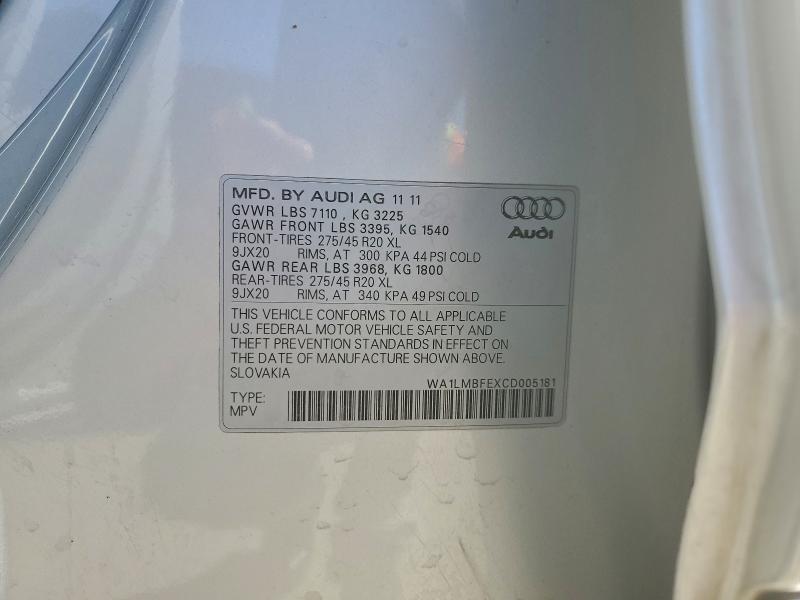 MFD. BY AUDI AG 11 11
GVWR LBS 7110 , KG 3225
GAWR FRONT LBS 3395, KG 1540
FRONT-TIRES 275/45 R20 XL
9JX20 RIMS, AT 300 KPA 44 PSI COLD
GAWR REAR LBS 3968, KG 1800
REAR-TIRES 275/45 R20 XL
9JX20 RIMS, AT 340 KPA 49 PSI COLD
Audi
THIS VEHICLE CONFORMS TO ALL APPLICABLE
U.S. FEDERAL MOTOR VEHICLE SAFETY AND
THEFT PREVENTION STANDARDS IN EFFECT ON
THE DATE OF MANUFACTURE SHOWN ABOVE.
SLOVAKIA
WA1LMBFEXCD005181
TYPE:
MPV